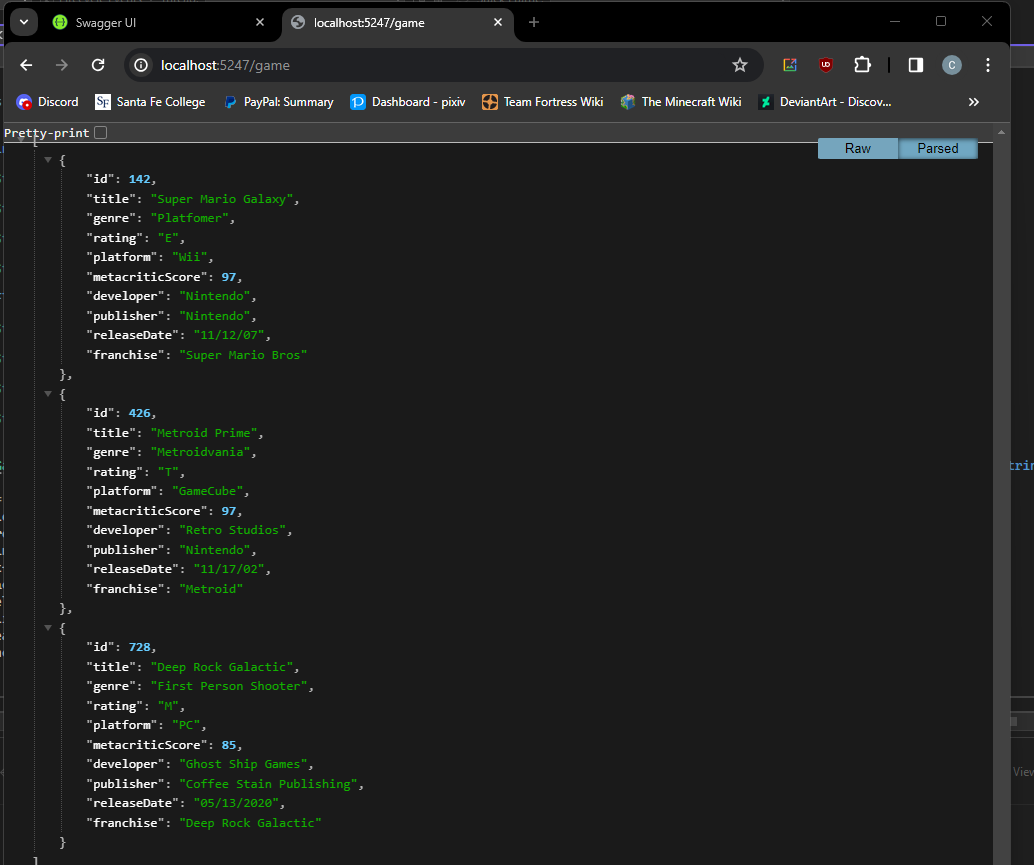 Swagger UI
localhost:5247/game
localhost:5247/game
C
Discord
SF Santa Fe College
PayPal: Summary
Dashboard - pixiv
Team Fortress Wiki
The Minecraft Wiki
DeviantArt - Discov...
Pretty-print
Raw Parsed
[
{
"id": 142,
"title": "Super Mario Galaxy",
"genre": "Platfomer",
"rating": "E",
"platform": "Wii",
"metacriticScore": 97,
"developer": "Nintendo",
"publisher": "Nintendo",
"releaseDate": "11/12/07",
"franchise": "Super Mario Bros"
},
{
"id": 426,
"title": "Metroid Prime",
"genre": "Metroidvania",
"rating": "T",
"platform": "GameCube",
"metacriticScore": 97,
"developer": "Retro Studios",
"publisher": "Nintendo",
"releaseDate": "11/17/02",
"franchise": "Metroid"
},
{
"id": 728,
"title": "Deep Rock Galactic",
"genre": "First Person Shooter",
"rating": "M",
"platform": "PC",
"metacriticScore": 85,
"developer": "Ghost Ship Games",
"publisher": "Coffee Stain Publishing",
"releaseDate": "05/13/2020",
"franchise": "Deep Rock Galactic"
}
]